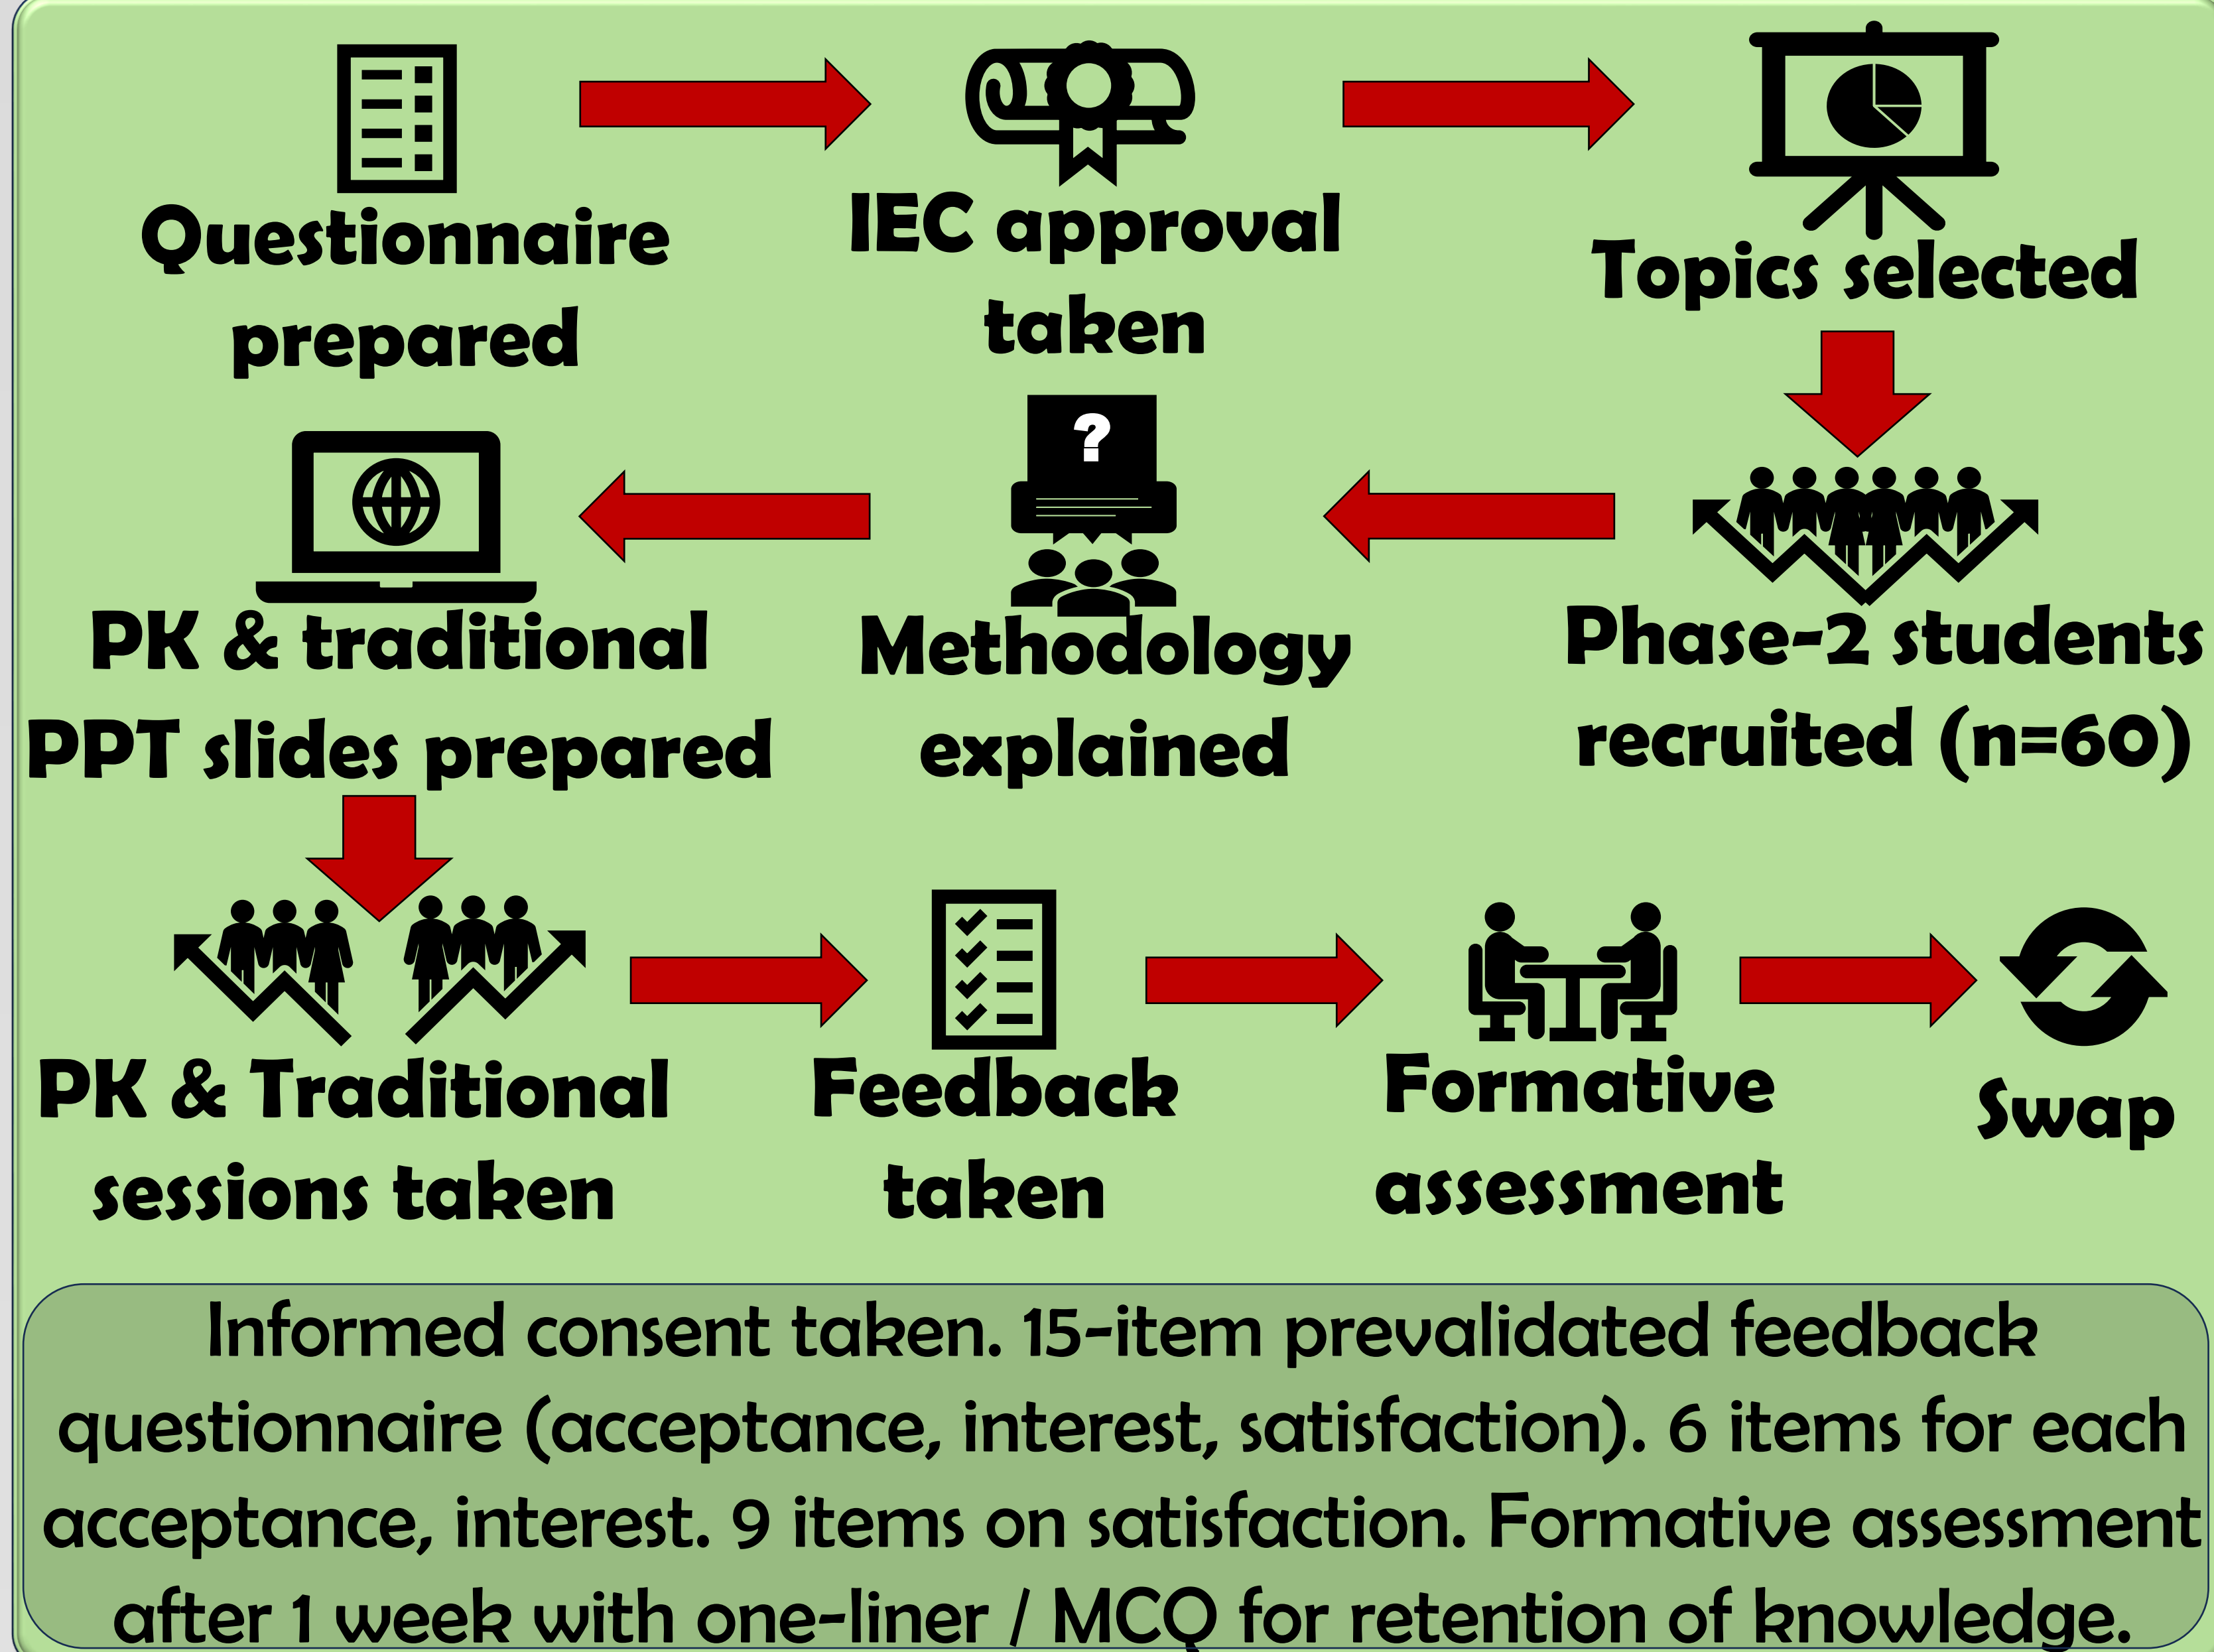 Questionnaire
prepared
IEC approval
taken
Topics selected
?
PK & traditional
PPT slides prepared
Methodology
explained
Phase-2 students
recruited (n=60)
PK & Traditional
sessions taken
Feedback
taken
Formative
assessment
Swap
Informed consent taken. 15-item prevalidated feedback
questionnaire (acceptance, interest, satisfaction). 6 items for each
acceptance, interest. 9 items on satisfaction. Formative assessment
after 1 week with one-liner / MCQ for retention of knowledge.